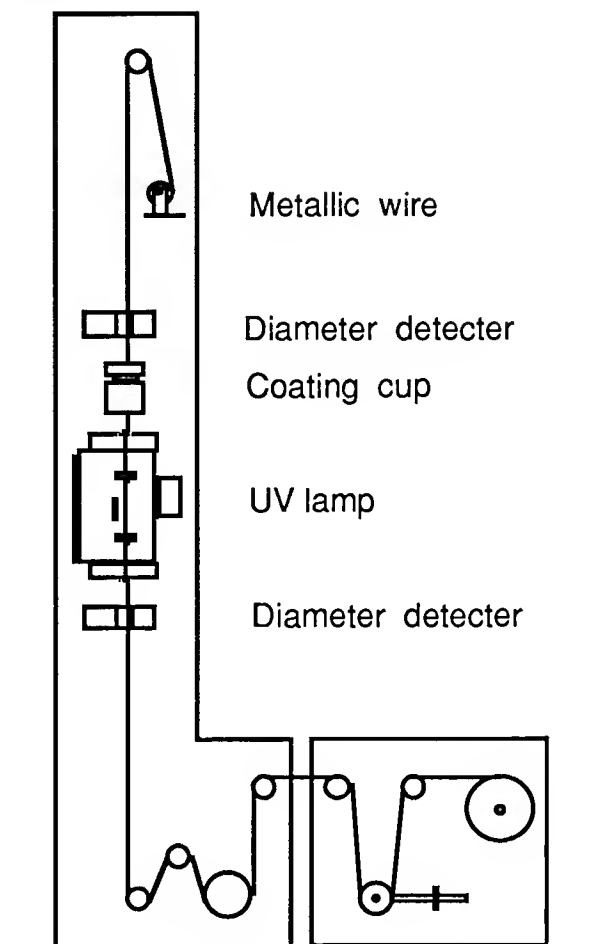 Metallic wire
Diameter detecter
Coating cup
UV lamp
Diameter detecter